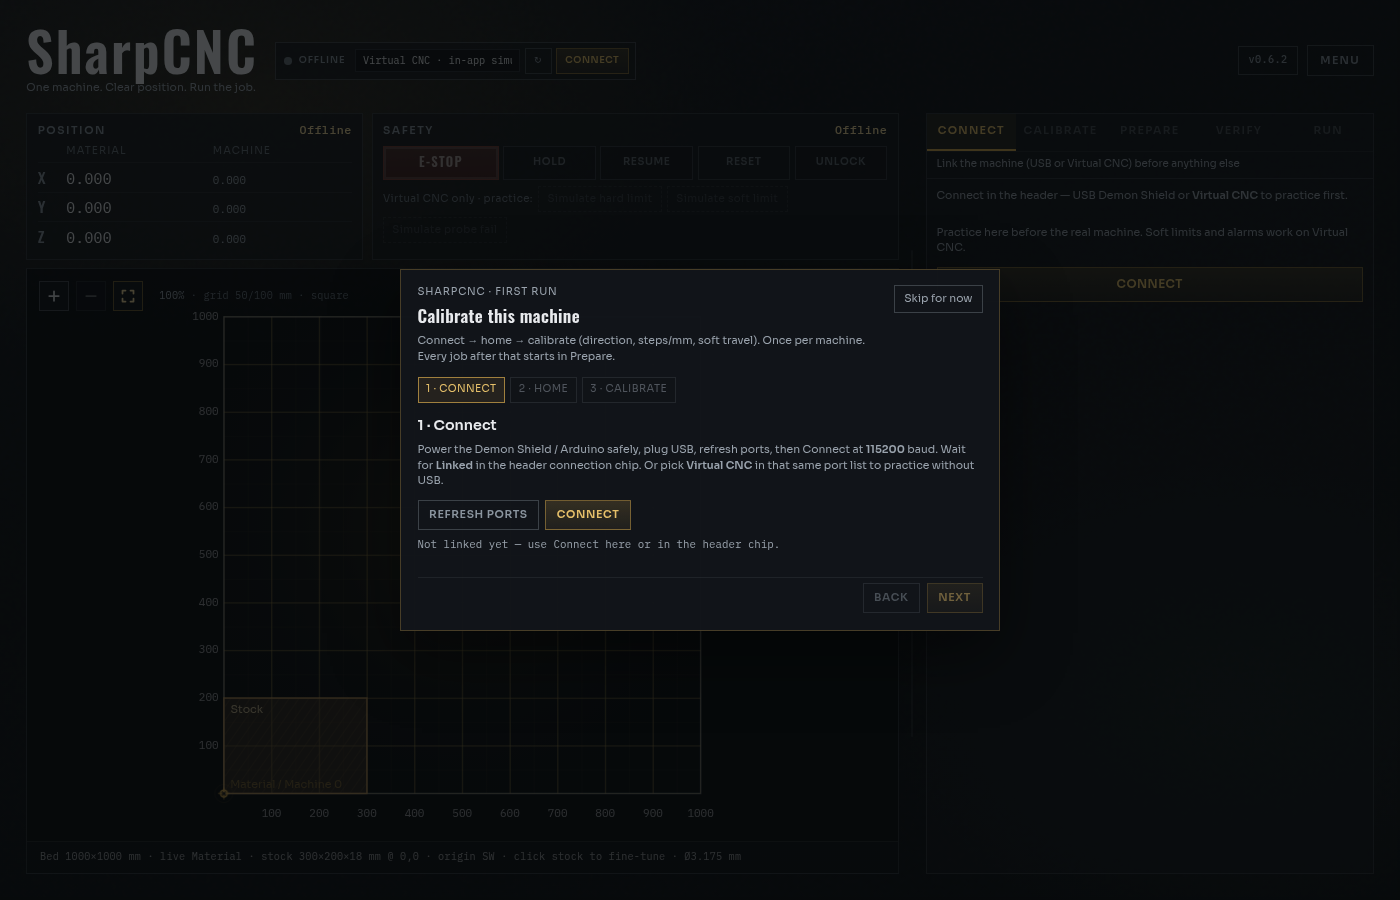 SharpCNC
One machine. Clear position. Run the job.
OFFLINE
Virtual CNC · in-app sim
↻
CONNECT
v0.6.2
MENU
POSITION
Offline
MATERIAL MACHINE
X 0.000 0.000
Y 0.000 0.000
Z 0.000 0.000
SAFETY
Offline
E-STOP HOLD RESUME RESET UNLOCK
Virtual CNC only · practice: Simulate hard limit Simulate soft limit
Simulate probe fail
CONNECT CALIBRATE PREPARE VERIFY RUN
Link the machine (USB or Virtual CNC) before anything else
Connect in the header — USB Demon Shield or Virtual CNC to practice first.
Practice here before the real machine. Soft limits and alarms work on Virtual
CNC.
CONNECT
100% · grid 50/100 mm · square
SHARPCNC · FIRST RUN
Skip for now
Calibrate this machine
Connect → home → calibrate (direction, steps/mm, soft travel). Once per machine.
Every job after that starts in Prepare.
1 · CONNECT 2 · HOME 3 · CALIBRATE
1 · Connect
Power the Demon Shield / Arduino safely, plug USB, refresh ports, then Connect at 115200 baud. Wait
for Linked in the header connection chip. Or pick Virtual CNC in that same port list to practice without
USB.
REFRESH PORTS CONNECT
Not linked yet — use Connect here or in the header chip.
BACK NEXT
1000
900
800
700
600
500
400
300
200
100
Stock
Material / Machine 0
100 200 300 400 500 600 700 800 900 1000
Bed 1000×1000 mm · live Material · stock 300×200×18 mm @ 0,0 · origin SW · click stock to fine-tune · Ø3.175 mm